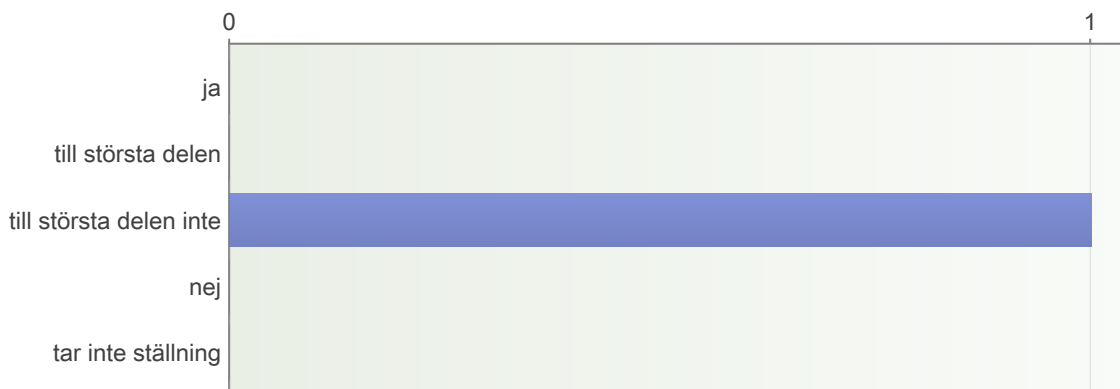 0 1
ja
till största delen
till största delen inte
nej
tar inte ställning